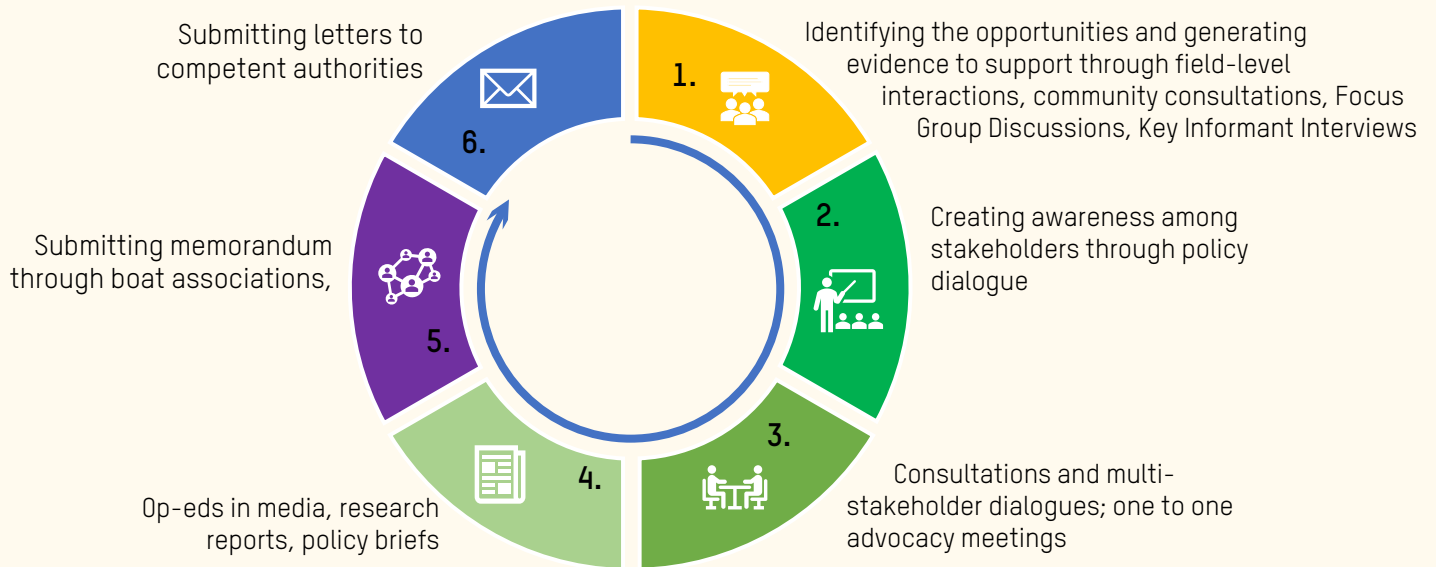 1.
Identifying the opportunities and generating
evidence to support through field-level
interactions, community consultations, Focus
Group Discussions, Key Informant Interviews
2.
Creating awareness among
stakeholders through policy
dialogue
3.
Consultations and multi-
stakeholder dialogues; one to one
advocacy meetings
4.
Op-eds in media, research
reports, policy briefs
5.
Submitting memorandum
through boat associations,
6.
Submitting letters to
competent authorities